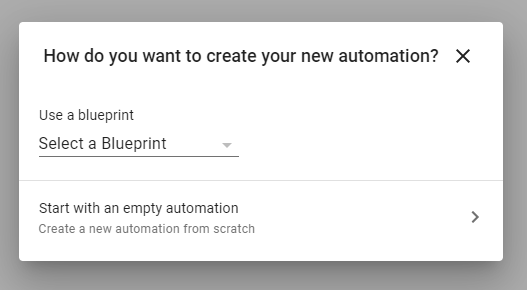 How do you want to create your new automation?
Use a blueprint
Select a Blueprint
Start with an empty automation
Create a new automation from scratch